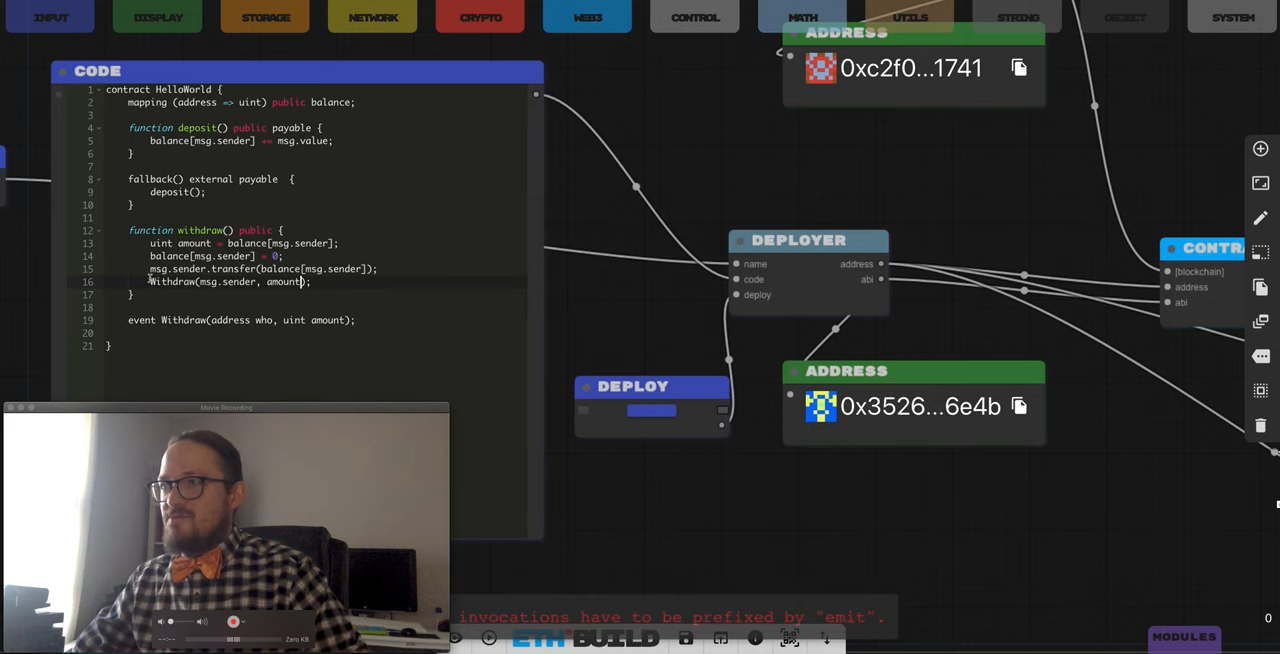 INPUT
DISPLAY
STORAGE
NETWORK
CRYPTO
WEB3
CONTROL
MATH
UTILS
STRING
OBJECT
SYSTEM
ADDRESS
0xc2f0...1741
CODE
1 contract HelloWorld {
2 mapping (address => uint) public balance;
3
4 function deposit() public payable {
5 balance[msg.sender] += msg.value;
6 }
7
8 fallback() external payable {
9 deposit();
10 }
11
12 function withdraw() public {
13 uint amount = balance[msg.sender];
14 balance[msg.sender] = 0;
15 msg.sender.transfer(balance[msg.sender]);
16 Withdraw(msg.sender, amount);
17 }
18
19 event Withdraw(address who, uint amount);
20
21 }
DEPLOYER
name
address
code
abi
deploy
CONTRA
[blockchain]
address
abi
DEPLOY
ADDRESS
0x3526...6e4b
Movie Recording
--:--
Zero KB
invocations have to be prefixed by "emit".
ETH BUILD
0
MODULES